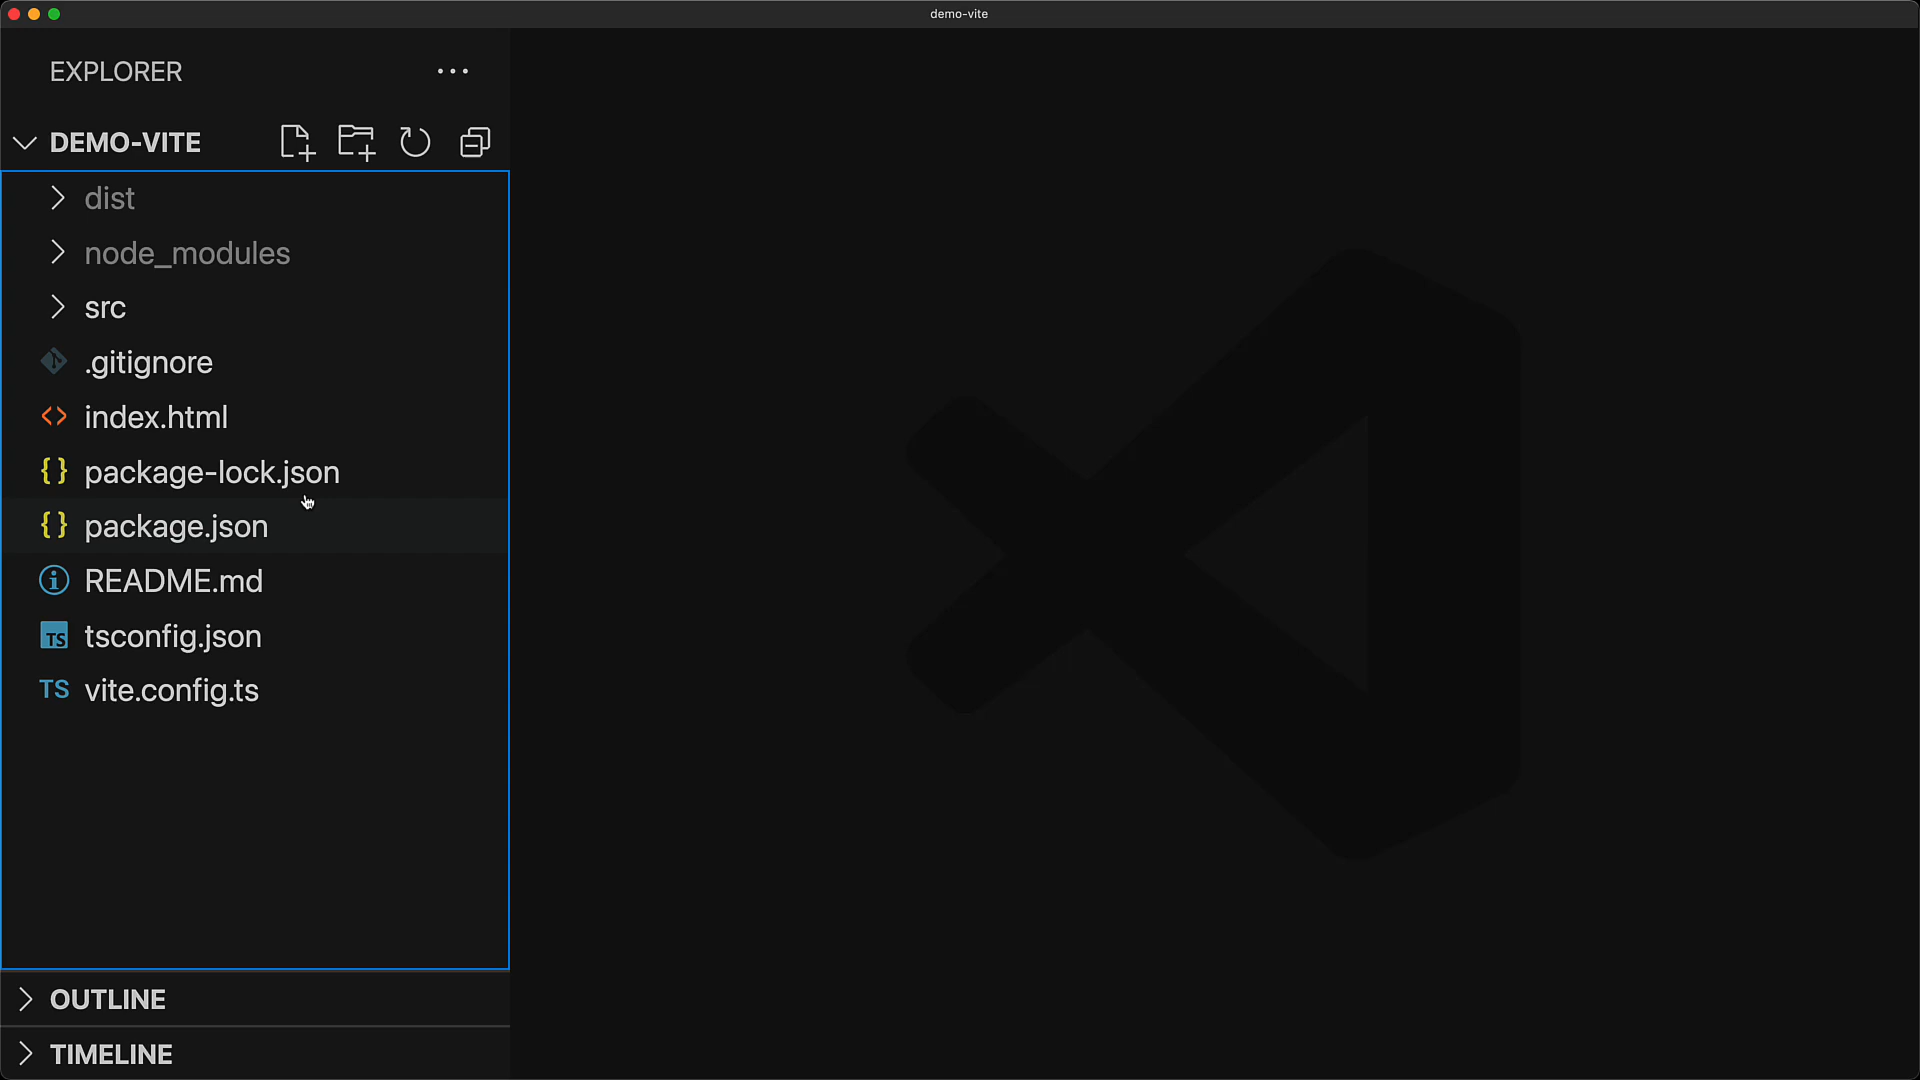 demo-vite
EXPLORER
DEMO-VITE
dist
node_modules
src
.gitignore
index.html
package-lock.json
package.json
README.md
TS tsconfig.json
TS vite.config.ts
OUTLINE
TIMELINE